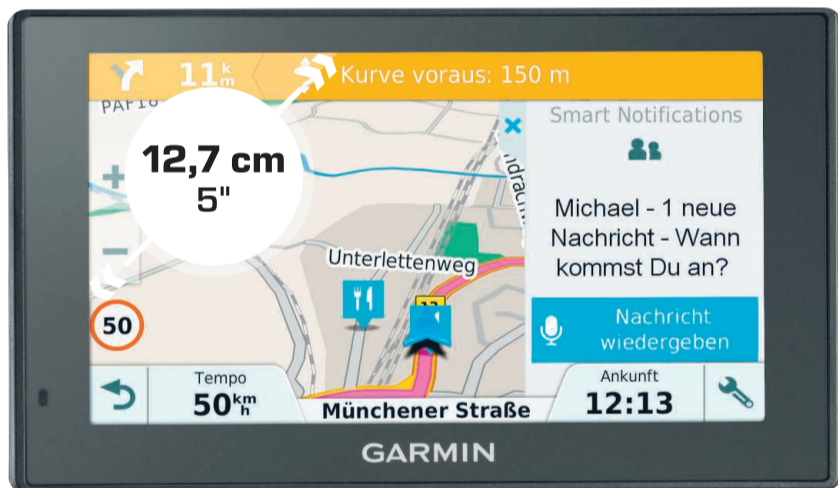 11 km
Kurve voraus: 150 m
12,7 cm
5"
Smart Notifications
Michael - 1 neue
Nachricht - Wann
kommst Du an?
Unterlettenweg
13
50
Nachricht
wiedergeben
Tempo
50 km/h
Münchener Straße
Ankunft
12:13
GARMIN